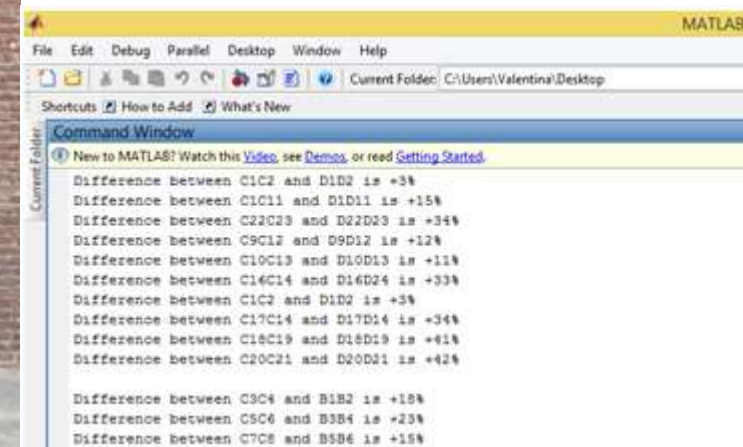 MATLAB
File Edit Debug Parallel Desktop Window Help
Current Folder: C:\Users\Valentina\Desktop
Shortcuts How to Add What's New
Current Folder
Command Window
New to MATLAB? Watch this Video, see Demos, or read Getting Started.
Difference between C1C2 and D1D2 is +3%
Difference between C1C11 and D1D11 is +15%
Difference between C22C23 and D22D23 is +34%
Difference between C9C12 and D9D12 is +12%
Difference between C10C13 and D10D13 is +11%
Difference between C16C14 and D16D24 is +33%
Difference between C1C2 and D1D2 is +3%
Difference between C17C14 and D17D14 is +34%
Difference between C18C19 and D18D19 is +41%
Difference between C20C21 and D20D21 is +42%
Difference between C3C4 and B1B2 is +18%
Difference between C5C6 and B3B4 is +23%
Difference between C7C8 and B5B6 is +15%